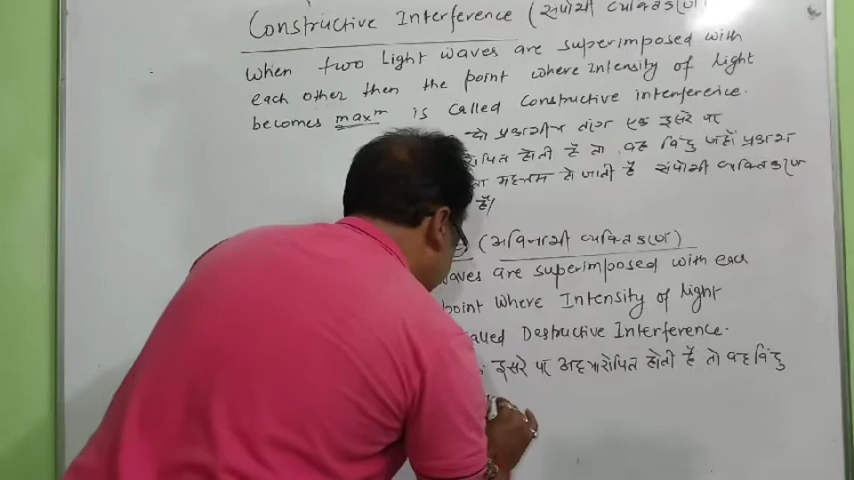 Constructive Interference (संपोषी व्यतिकरण)
When two Light waves are superimposed with
each other then the point where Intensity of light
becomes maxᵐ is called Constructive interference.
दो प्रकाशीय तरंग एक दूसरे पर
होती है तो वह बिंदु जहाँ प्रकाश
महत्तम हो जाती है संपोषी व्यतिकरण
है।
(अविनाशी व्यतिकरण)
waves are superimposed with each
point where Intensity of light
called Destructive Interference.
दूसरे पर अध्यारोपित होती है तो वह बिंदु